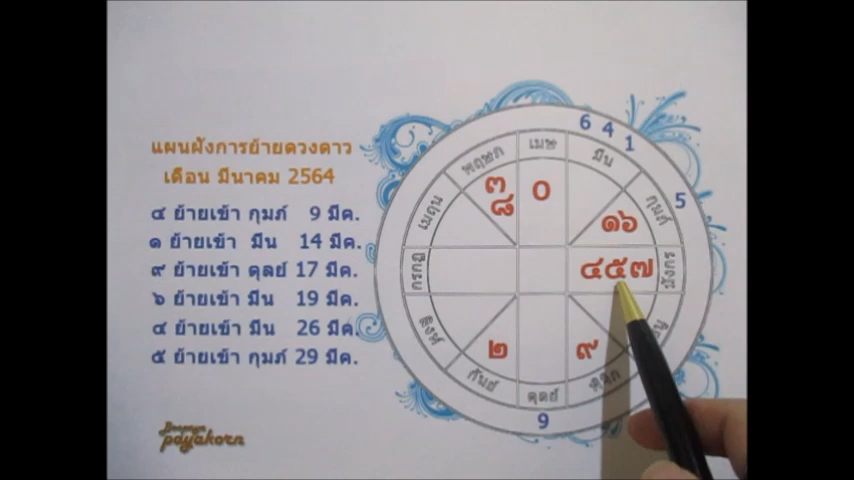 แผนผังการย้ายดวงดาว
เดือน มีนาคม 2564
๔ ย้ายเข้า กุมภ์ 9 มีค.
๑ ย้ายเข้า มีน 14 มีค.
๙ ย้ายเข้า ตุลย์ 17 มีค.
๖ ย้ายเข้า มีน 19 มีค.
๔ ย้ายเข้า มีน 26 มีค.
๕ ย้ายเข้า กุมภ์ 29 มีค.
payakorn
6 4 1
5
9
เมษ
มีน
กุมภ์
มังกร
พิจิก
ตุลย์
กันย์
สิงห์
กรกฎ
เมถุน
พฤษภ
๓
๘
๐
๑๖
๔๕๗
๒
๙